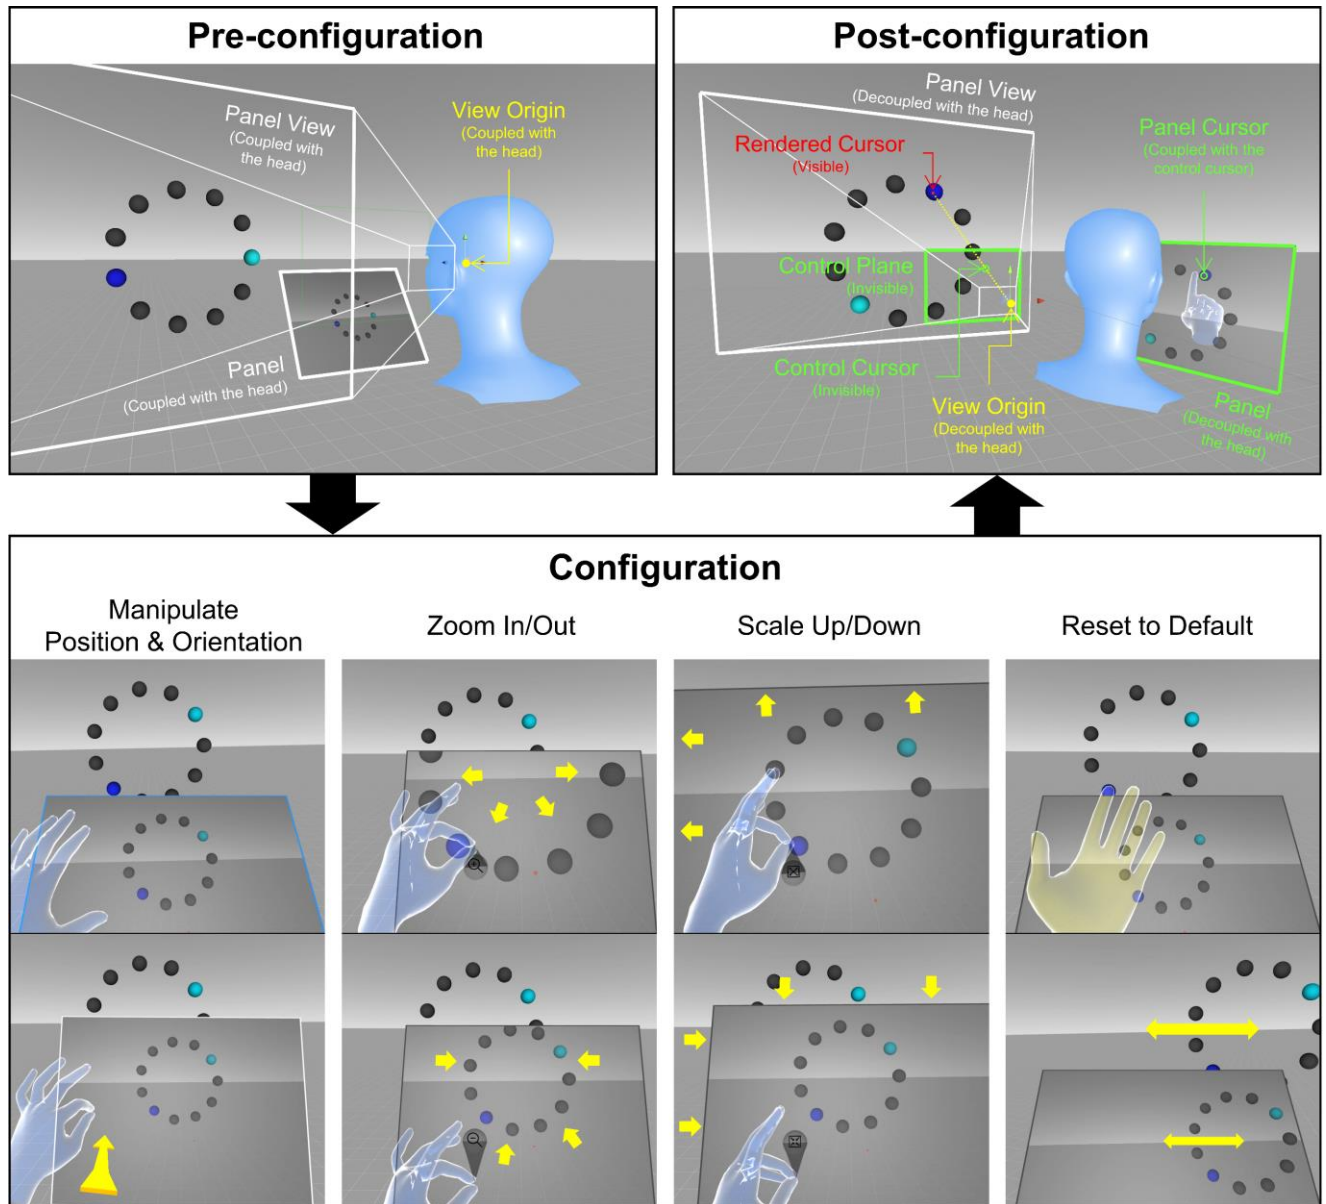 Pre-configuration
Panel View
(Coupled with
the head)
View Origin
(Coupled with
the head)
Panel
(Coupled with the head)
Post-configuration
Panel View
(Decoupled with the head)
Rendered Cursor
(Visible)
Panel Cursor
(Coupled with the
control cursor)
Control Plane
(Invisible)
Control Cursor
(Invisible)
View Origin
(Decoupled with
the head)
Panel
(Decoupled with
the head)
Configuration
Manipulate
Position & Orientation
Zoom In/Out
Scale Up/Down
Reset to Default